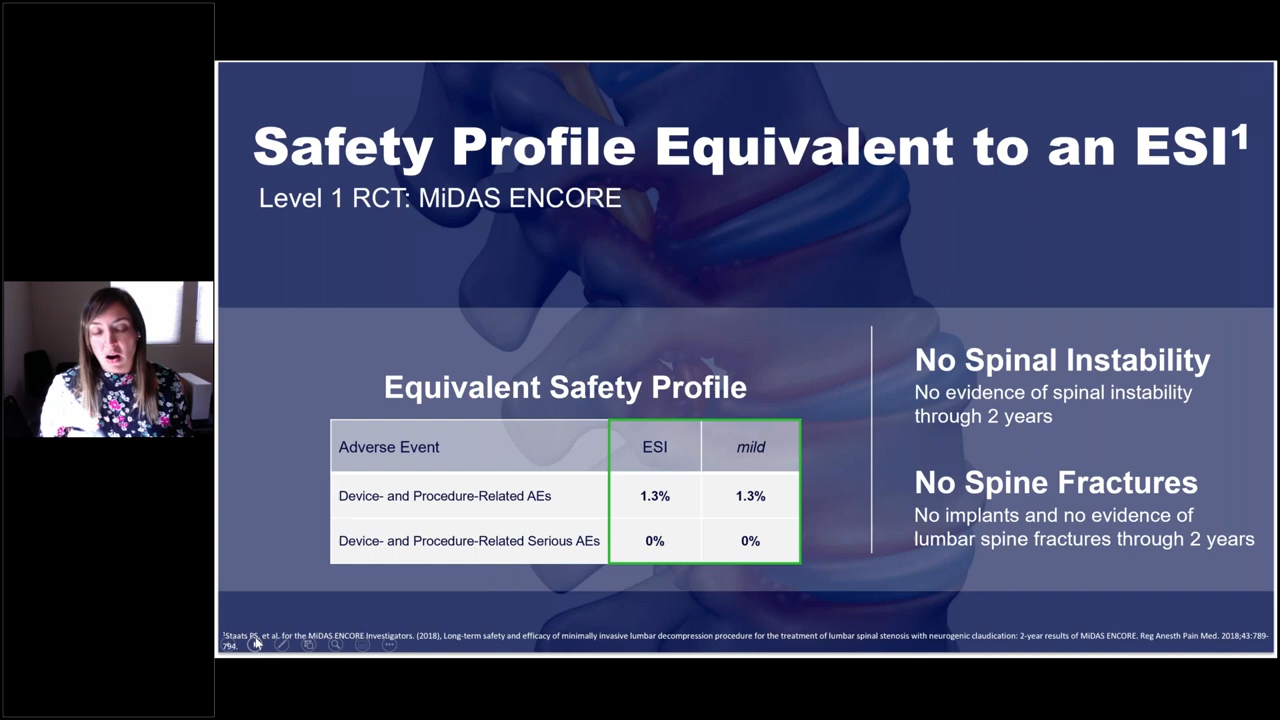 Safety Profile Equivalent to an ESI¹
Level 1 RCT: MiDAS ENCORE
Equivalent Safety Profile
Adverse Event ESI mild
Device- and Procedure-Related AEs 1.3% 1.3%
Device- and Procedure-Related Serious AEs 0% 0%
No Spinal Instability
No evidence of spinal instability
through 2 years
No Spine Fractures
No implants and no evidence of
lumbar spine fractures through 2 years
¹Staats PS, et al. for the MiDAS ENCORE Investigators. (2018), Long-term safety and efficacy of minimally invasive lumbar decompression procedure for the treatment of lumbar spinal stenosis with neurogenic claudication: 2-year results of MiDAS ENCORE. Reg Anesth Pain Med. 2018;43:789-
794.